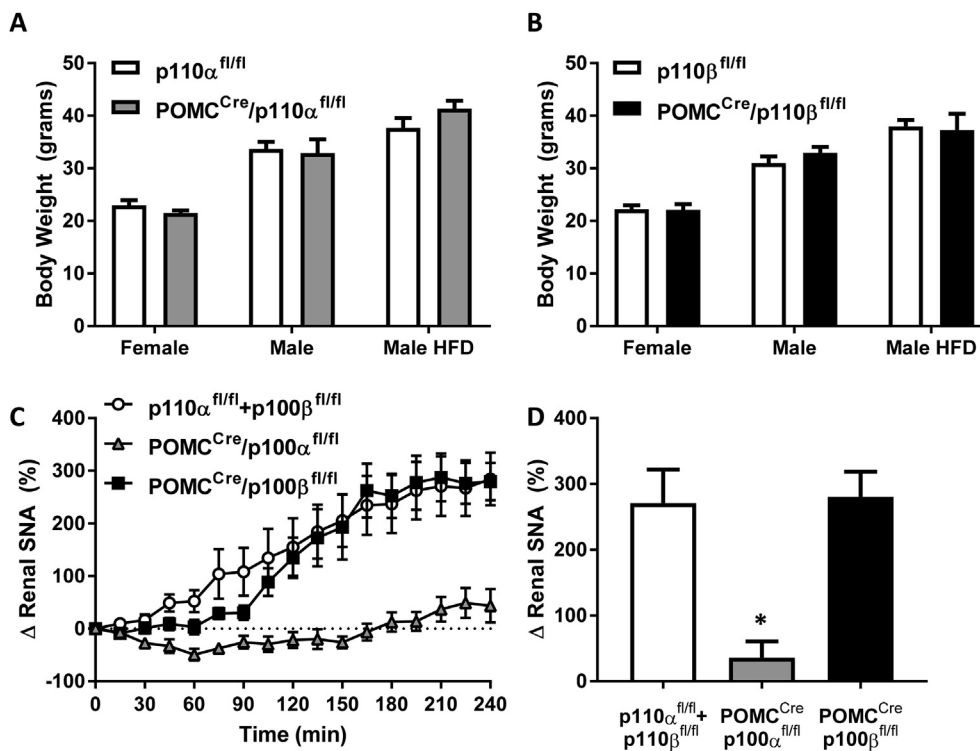 A
p110α^fl/fl
POMC^Cre/p110α^fl/fl
Body Weight (grams)
50
40
30
20
10
0
Female Male Male HFD
B
p110β^fl/fl
POMC^Cre/p110β^fl/fl
Body Weight (grams)
50
40
30
20
10
0
Female Male Male HFD
C
p110α^fl/fl+p100β^fl/fl
POMC^Cre/p100α^fl/fl
POMC^Cre/p100β^fl/fl
Δ Renal SNA (%)
400
300
200
100
0
-100
0 30 60 90 120 150 180 210 240
Time (min)
D
Δ Renal SNA (%)
400
300
200
100
0
*
p110α^fl/fl+ POMC^Cre POMC^Cre
p110β^fl/fl p100α^fl/fl p100β^fl/fl